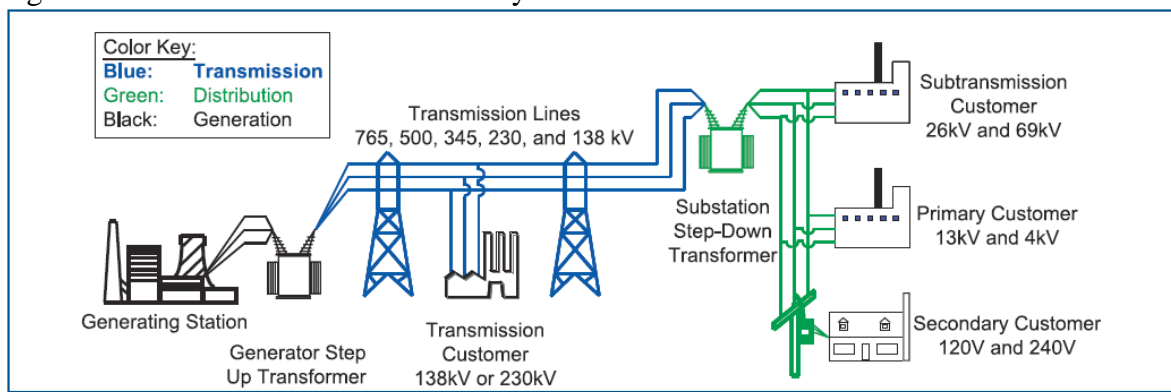 Color Key:
Blue: Transmission
Green: Distribution
Black: Generation
Transmission Lines
765, 500, 345, 230, and 138 kV
Subtransmission
Customer
26kV and 69kV
Substation
Step-Down
Transformer
Primary Customer
13kV and 4kV
Generating Station
Generator Step
Up Transformer
Transmission
Customer
138kV or 230kV
Secondary Customer
120V and 240V